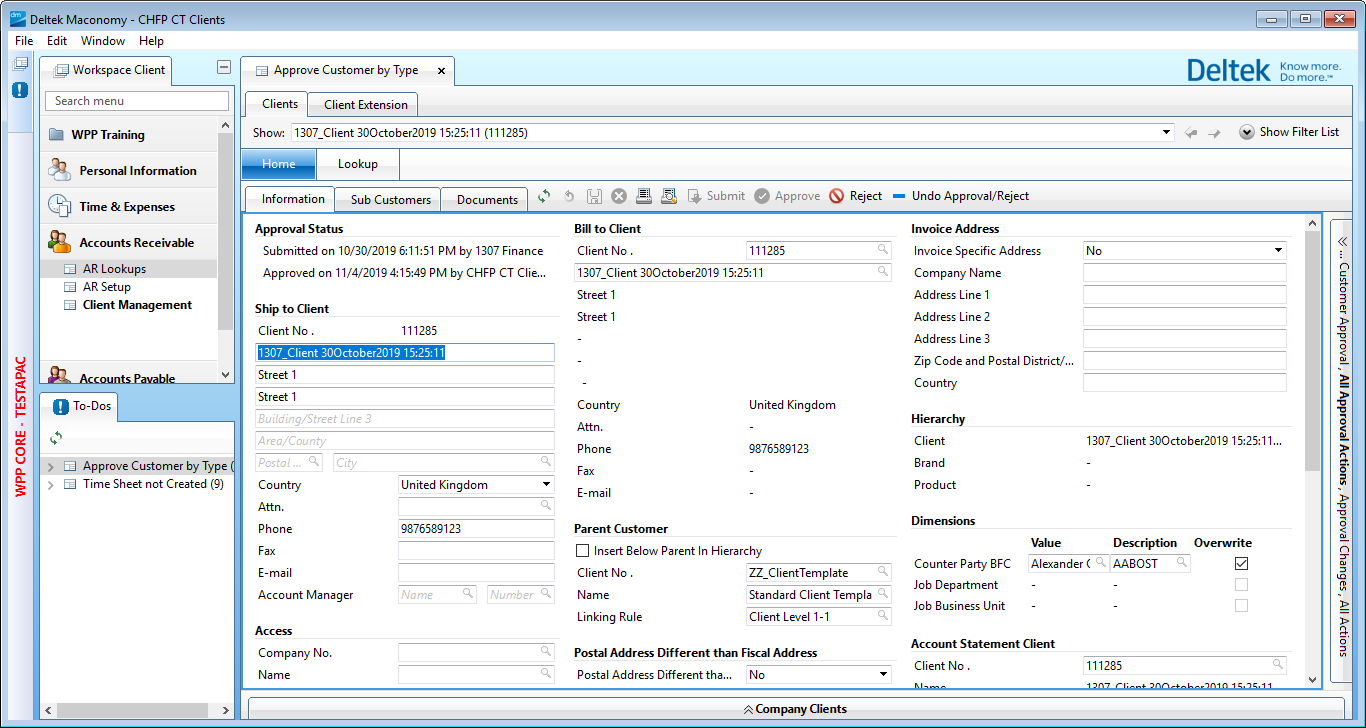 Deltek Maconomy - CHFP CT Clients
File Edit Window Help
Workspace Client
Search menu
WPP Training
Personal Information
Time & Expenses
Accounts Receivable
AR Lookups
AR Setup
Client Management
Accounts Payable
WPP CORE - TESTAPAC
To-Dos
Approve Customer by Type (
Time Sheet not Created (9)
Approve Customer by Type
Deltek Know more.
Do more.™
Clients Client Extension
Show: 1307_Client 30October2019 15:25:11 (111285) Show Filter List
Home Lookup
Information Sub Customers Documents Submit Approve Reject Undo Approval/Reject
Approval Status
Submitted on 10/30/2019 6:11:51 PM by 1307 Finance
Approved on 11/4/2019 4:15:49 PM by CHFP CT Clie...
Ship to Client
Client No . 111285
1307_Client 30October2019 15:25:11
Street 1
Street 1
Building/Street Line 3
Area/County
Postal ... City
Country United Kingdom
Attn.
Phone 9876589123
Fax
E-mail
Account Manager Name Number
Access
Company No.
Name
Bill to Client
Client No . 111285
1307_Client 30October2019 15:25:11
Street 1
Street 1
-
-
-
Country United Kingdom
Attn. -
Phone 9876589123
Fax -
E-mail -
Parent Customer
Insert Below Parent In Hierarchy
Client No . ZZ_ClientTemplate
Name Standard Client Templa
Linking Rule Client Level 1-1
Postal Address Different than Fiscal Address
Postal Address Different tha... No
Invoice Address
Invoice Specific Address No
Company Name
Address Line 1
Address Line 2
Address Line 3
Zip Code and Postal District/...
Country
Hierarchy
Client 1307_Client 30October2019 15:25:11...
Brand -
Product -
Dimensions
Value Description Overwrite
Counter Party BFC Alexander AABOST
Job Department - -
Job Business Unit - -
Account Statement Client
Client No . 111285
Name 1307_Client 30October2019 15:25:11
... Customer Approval , All Approval Actions , Approval Changes , All Actions
Company Clients